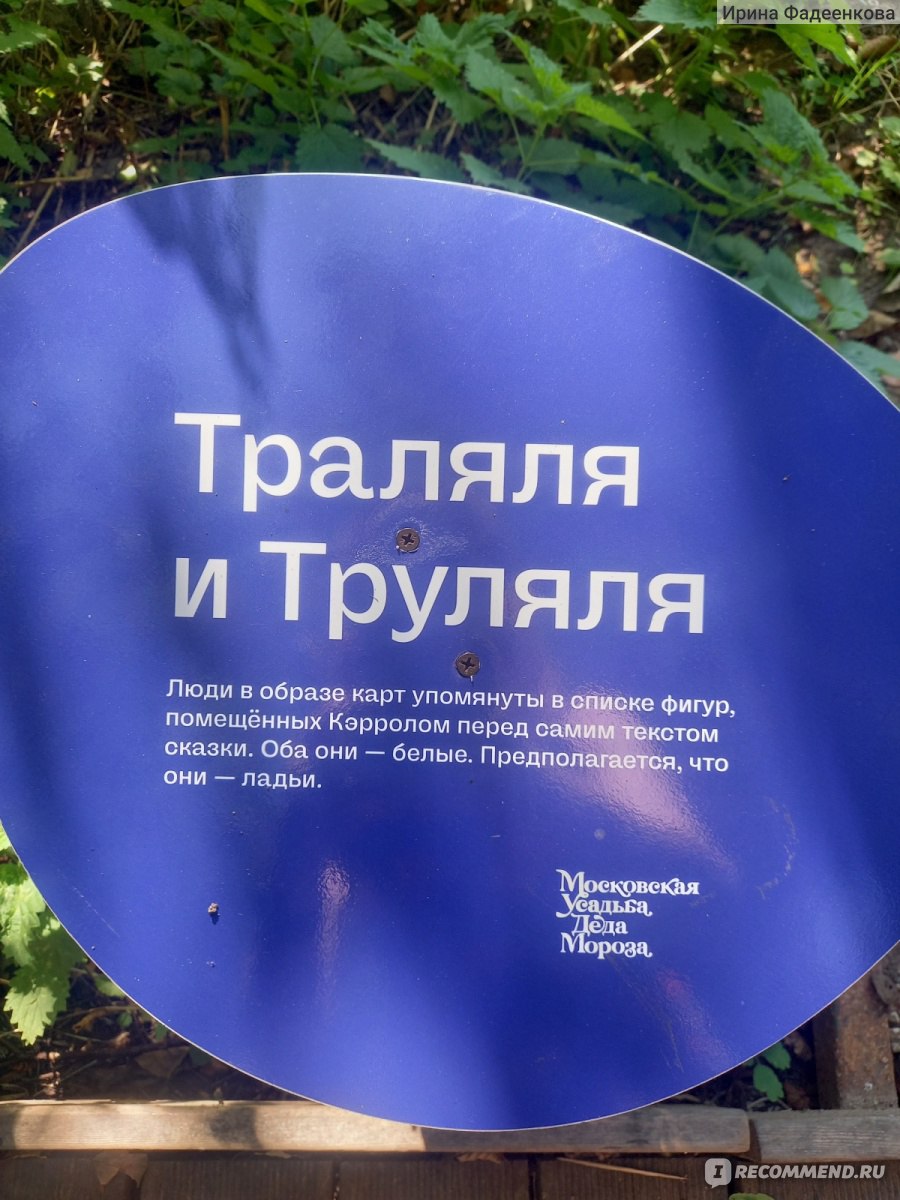 Ирина Фадеенкова
Траляля
и Труляля
Люди в образе карт упомянуты в списке фигур,
помещённых Кэрролом перед самим текстом
сказки. Оба они — белые. Предполагается, что
они — ладьи.
Московская
Усадьба
Деда
Мороза
I RECOMMEND.RU